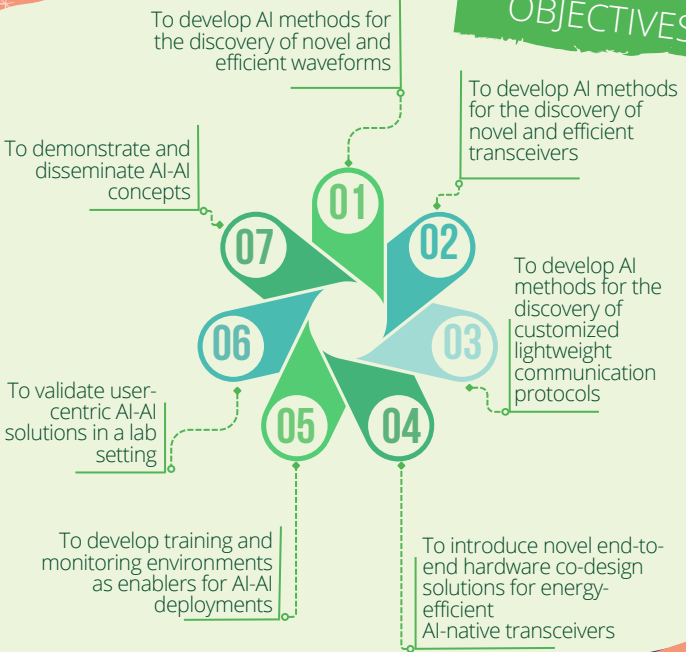 OBJECTIVES
To develop AI methods for
the discovery of novel and
efficient waveforms
To develop AI methods
for the discovery of
novel and efficient
transceivers
To demonstrate and
disseminate AI-AI
concepts
01
02
07
To develop AI
methods for the
discovery of
customized
lightweight
communication
protocols
03
06
To validate user-
centric AI-AI
solutions in a lab
setting
05
04
To develop training and
monitoring environments
as enablers for AI-AI
deployments
To introduce novel end-to-
end hardware co-design
solutions for energy-
efficient
AI-native transceivers